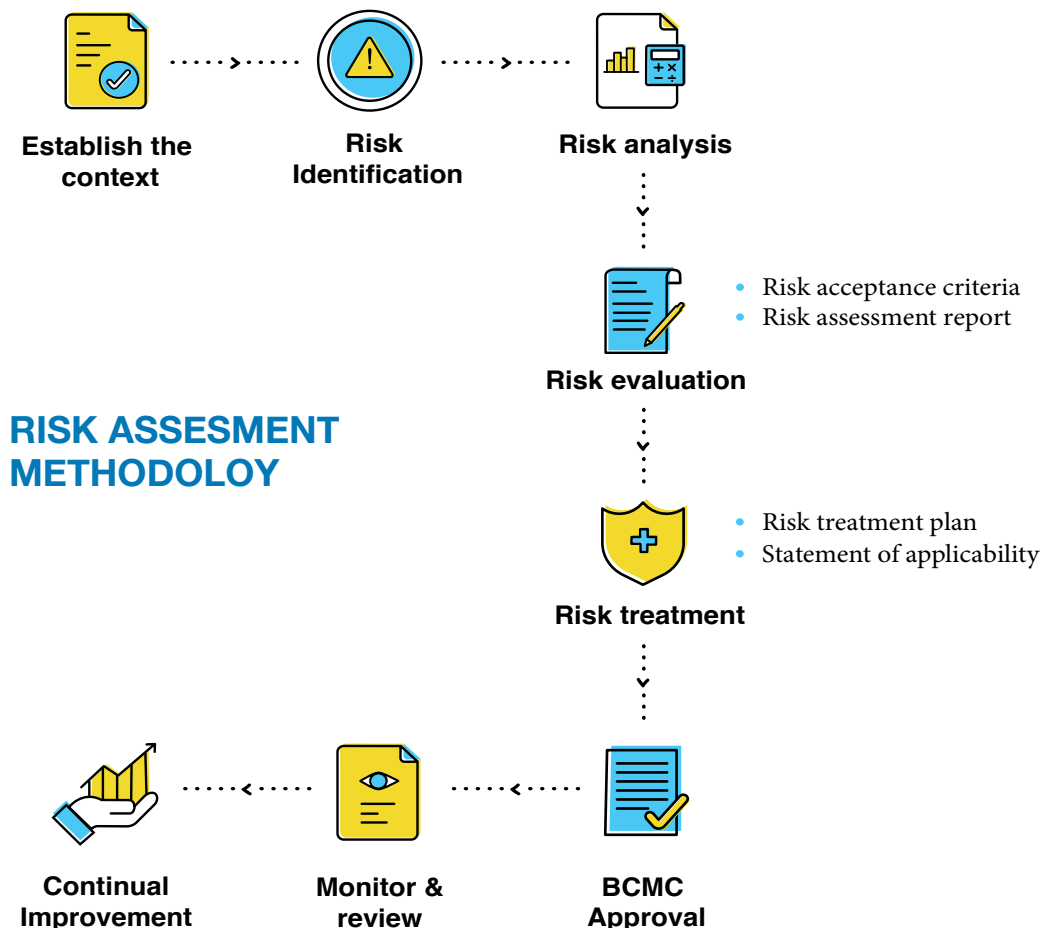 Establish the
context
Risk
Identification
Risk analysis
• Risk acceptance criteria
• Risk assessment report
Risk evaluation
RISK ASSESMENT
METHODOLOY
• Risk treatment plan
• Statement of applicability
Risk treatment
Continual
Improvement
Monitor &
review
BCMC
Approval